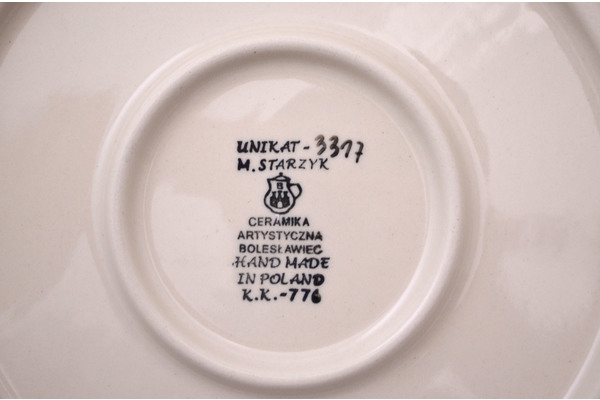 UNIKAT - 3317
M. STARZYK
B
CERAMIKA
ARTYSTYCZNA
BOLESŁAWIEC
HAND MADE
IN POLAND
K.K.-776